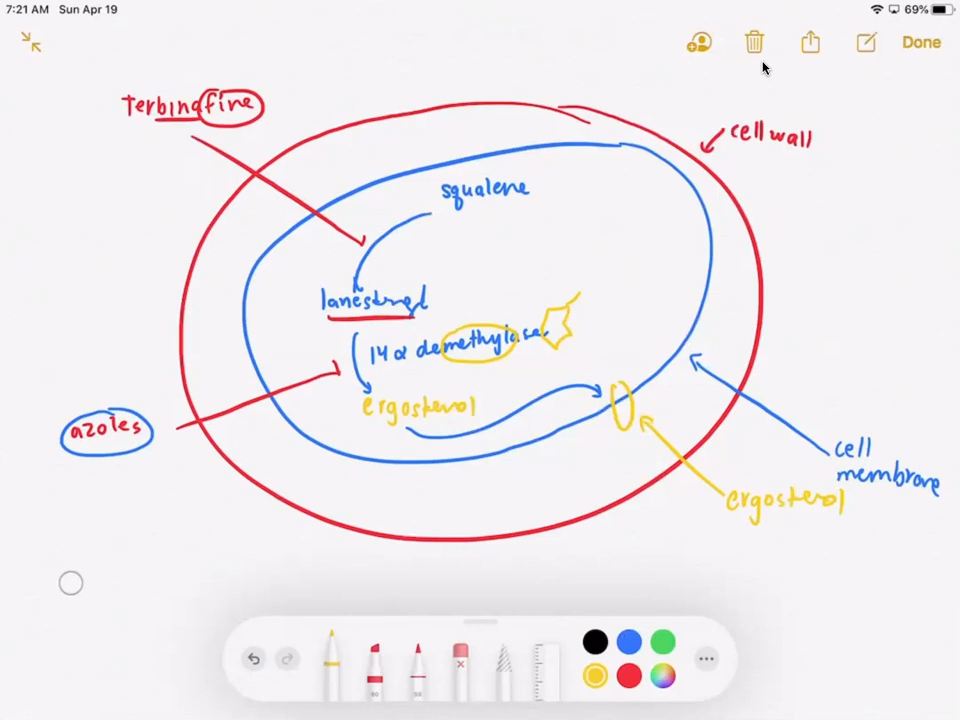 7:21 AM Sun Apr 19
69%
Done
Terbinafine
cell wall
squalene
lanesterol
14 α demethylase
ergosterol
azoles
cell
membrane
ergosterol